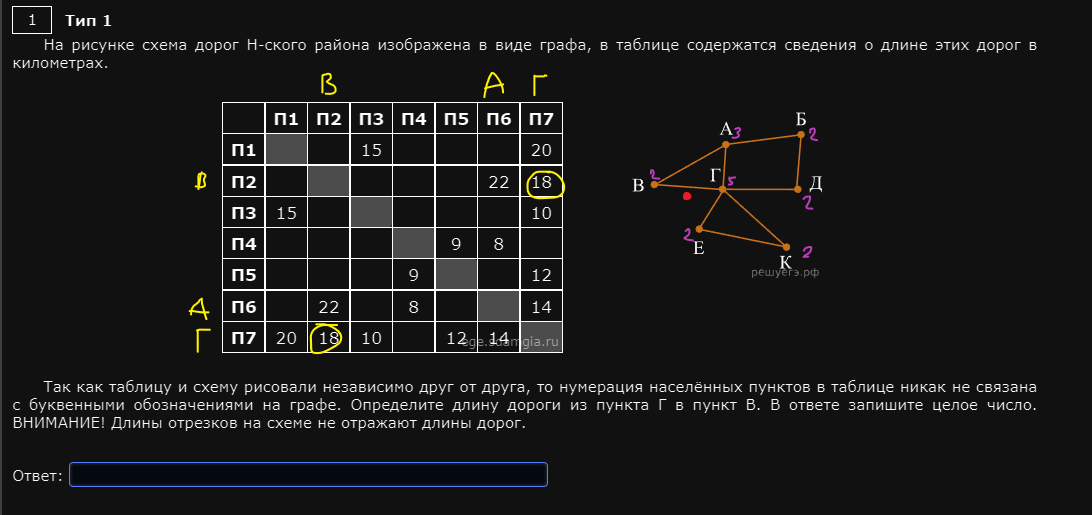 1 Тип 1
На рисунке схема дорог Н-ского района изображена в виде графа, в таблице содержатся сведения о длине этих дорог в
километрах.
В А Г
П1 П2 П3 П4 П5 П6 П7
П1 15 20
В П2 22 18
П3 15 10
П4 9 8
П5 9 12
А П6 22 8 14
Г П7 20 18 10 12 14
ege.sdamgia.ru
А 3 Б 2
В 2 Г 5 Д 2
2 Е К 2
решуегэ.рф
Так как таблицу и схему рисовали независимо друг от друга, то нумерация населённых пунктов в таблице никак не связана
с буквенными обозначениями на графе. Определите длину дороги из пункта Г в пункт В. В ответе запишите целое число.
ВНИМАНИЕ! Длины отрезков на схеме не отражают длины дорог.
Ответ: